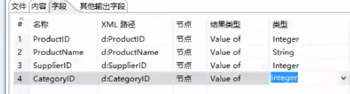 文件 内容 字段 其他输出字段
# 名称 XML 路径 节点 结果类型 类型
1 ProductID d:ProductID 节点 Value of Integer
2 ProductName d:ProductName 节点 Value of String
3 SupplierID d:SupplierID 节点 Value of Integer
4 CategoryID d:CategoryID 节点 Value of Integer